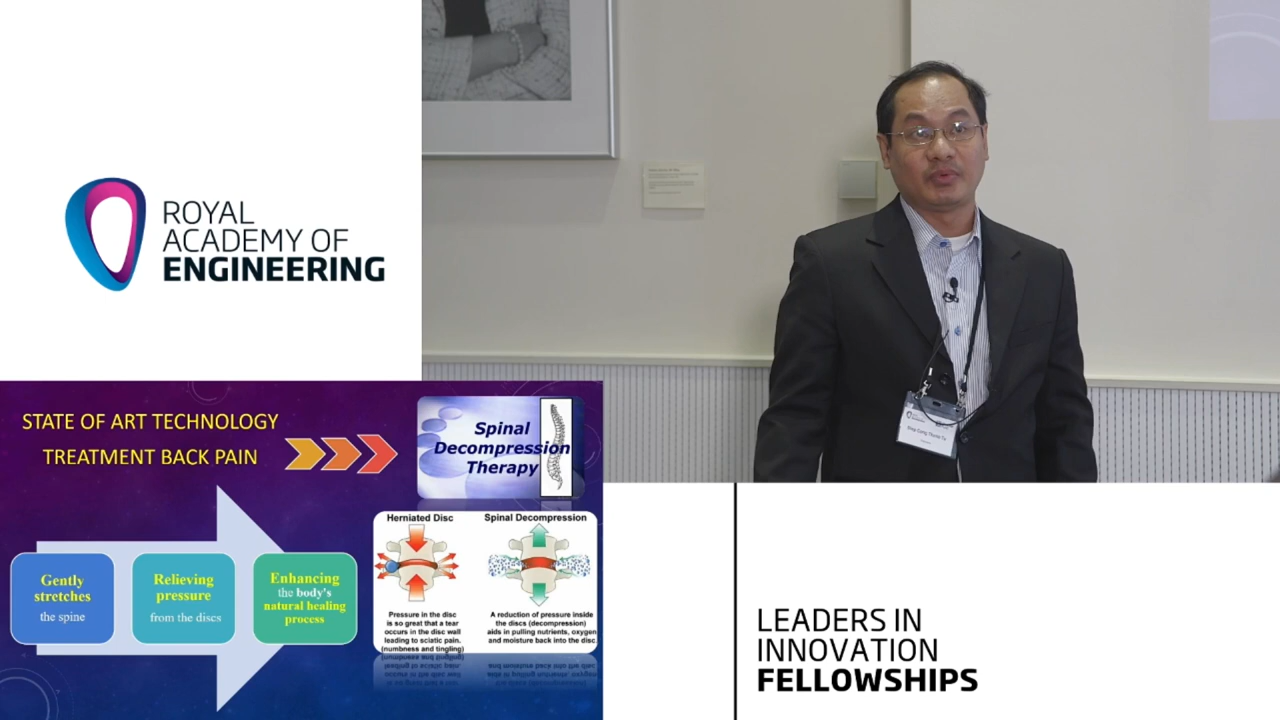 ROYAL
ACADEMY OF
ENGINEERING
STATE OF ART TECHNOLOGY
TREATMENT BACK PAIN
Spinal
Decompression
Therapy
Gently
stretches
the spine
Relieving
pressure
from the discs
Enhancing
the body's
natural healing
process
Herniated Disc
Pressure in the disc
is so great that a tear
occurs in the disc wall
leading to sciatic pain.
(numbness and tingling)
Spinal Decompression
A reduction of pressure inside
the discs (decompression)
aids in pulling nutrients, oxygen
and moisture back into the disc.
LEADERS IN
INNOVATION
FELLOWSHIPS